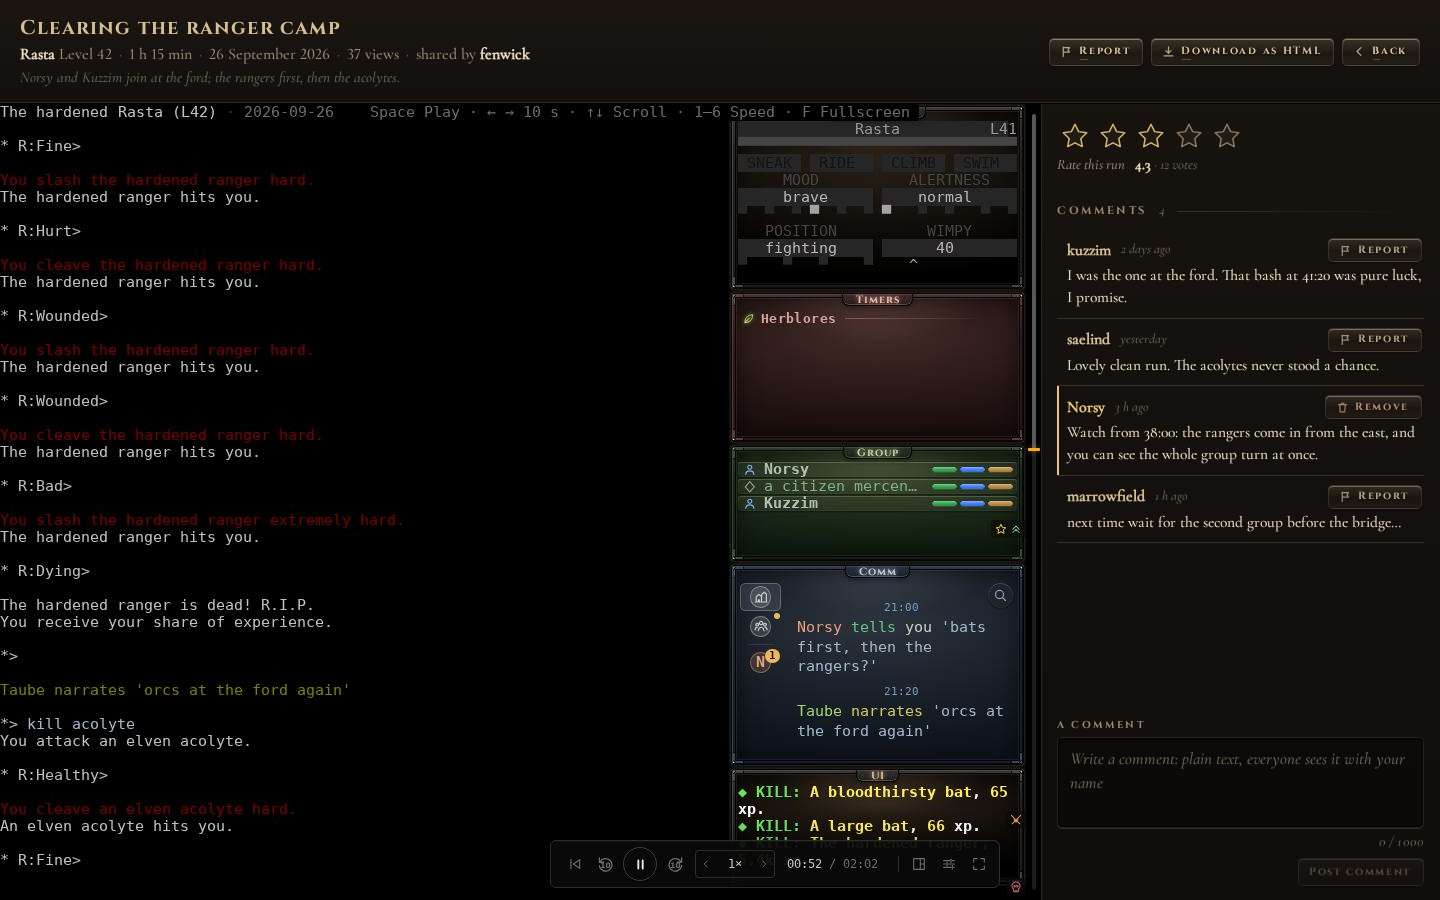 Clearing the ranger camp
Rasta Level 42 · 1 h 15 min · 26 September 2026 · 37 views · shared by fenwick
Norsy and Kuzzim join at the ford; the rangers first, then the acolytes.
Report
Download as HTML
Back
The hardened Rasta (L42) · 2026-09-26 Space Play · ← → 10 s · ↑↓ Scroll · 1–6 Speed · F Fullscreen
* R:Fine>
You slash the hardened ranger hard.
The hardened ranger hits you.
* R:Hurt>
You cleave the hardened ranger hard.
The hardened ranger hits you.
* R:Wounded>
You slash the hardened ranger hard.
The hardened ranger hits you.
* R:Wounded>
You cleave the hardened ranger hard.
The hardened ranger hits you.
* R:Bad>
You slash the hardened ranger extremely hard.
The hardened ranger hits you.
* R:Dying>
The hardened ranger is dead! R.I.P.
You receive your share of experience.
*>
Taube narrates 'orcs at the ford again'
*> kill acolyte
You attack an elven acolyte.
* R:Healthy>
You cleave an elven acolyte hard.
An elven acolyte hits you.
* R:Fine>
Rasta L41
SNEAK RIDE CLIMB SWIM
MOOD ALERTNESS
brave normal
POSITION WIMPY
fighting 40
Timers
Herblores
Group
Norsy
a citizen mercen…
Kuzzim
Comm
21:00
Norsy tells you 'bats
first, then the
rangers?'
N 1
21:20
Taube narrates 'orcs at
the ford again'
UI
◆ KILL: A bloodthirsty bat, 65
xp.
◆ KILL: A large bat, 66 xp.
◆ KILL: The hardened ranger,
10 10
1×
00:52 / 02:02
Rate this run 4.3 · 12 votes
Comments 4
kuzzim 2 days ago
Report
I was the one at the ford. That bash at 41:20 was pure luck,
I promise.
saelind yesterday
Report
Lovely clean run. The acolytes never stood a chance.
Norsy 3 h ago
Remove
Watch from 38:00: the rangers come in from the east, and
you can see the whole group turn at once.
marrowfield 1 h ago
Report
next time wait for the second group before the bridge…
A comment
Write a comment: plain text, everyone sees it with your
name
0 / 1000
Post comment